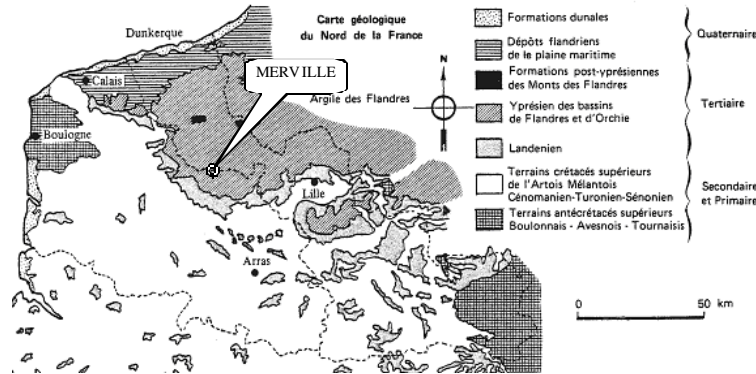 Carte géologique
du Nord de la France
Dunkerque
Calais
MERVILLE
Argile des Flandres
Boulogne
Lille
Arras
N
Formations dunales
Dépôts flandriens
de la plaine maritime
Quaternaire
Formations post-yprésiennes
des Monts des Flandres
Yprésien des bassins
de Flandres et d'Orchie
Landenien
Tertiaire
Terrains crétacés supérieurs
de l'Artois Mélantois
Cénomanien-Turonien-Sénonien
Terrains antécrétacés supérieurs
Boulonnais - Avesnois - Tournaisis
Secondaire
et Primaire
0 50 km